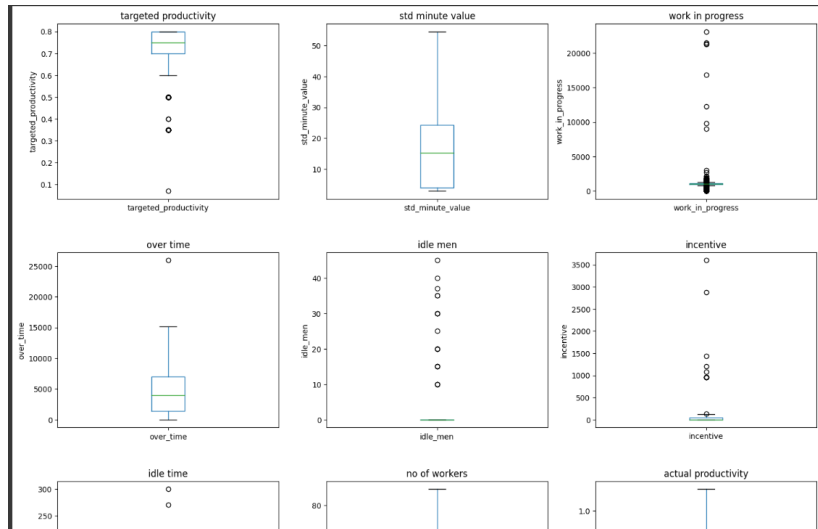 targeted productivity
std minute value
work in progress
0.8
0.7
0.6
0.5
0.4
0.3
0.2
0.1
targeted_productivity
targeted_productivity
50
40
30
20
10
std_minute_value
std_minute_value
20000
15000
10000
5000
0
work_in_progress
work_in_progress
over time
idle men
incentive
25000
20000
15000
10000
5000
0
over_time
over_time
40
30
20
10
0
idle_men
idle_men
3500
3000
2500
2000
1500
1000
500
0
incentive
incentive
idle time
no of workers
actual productivity
300
250
80
1.0